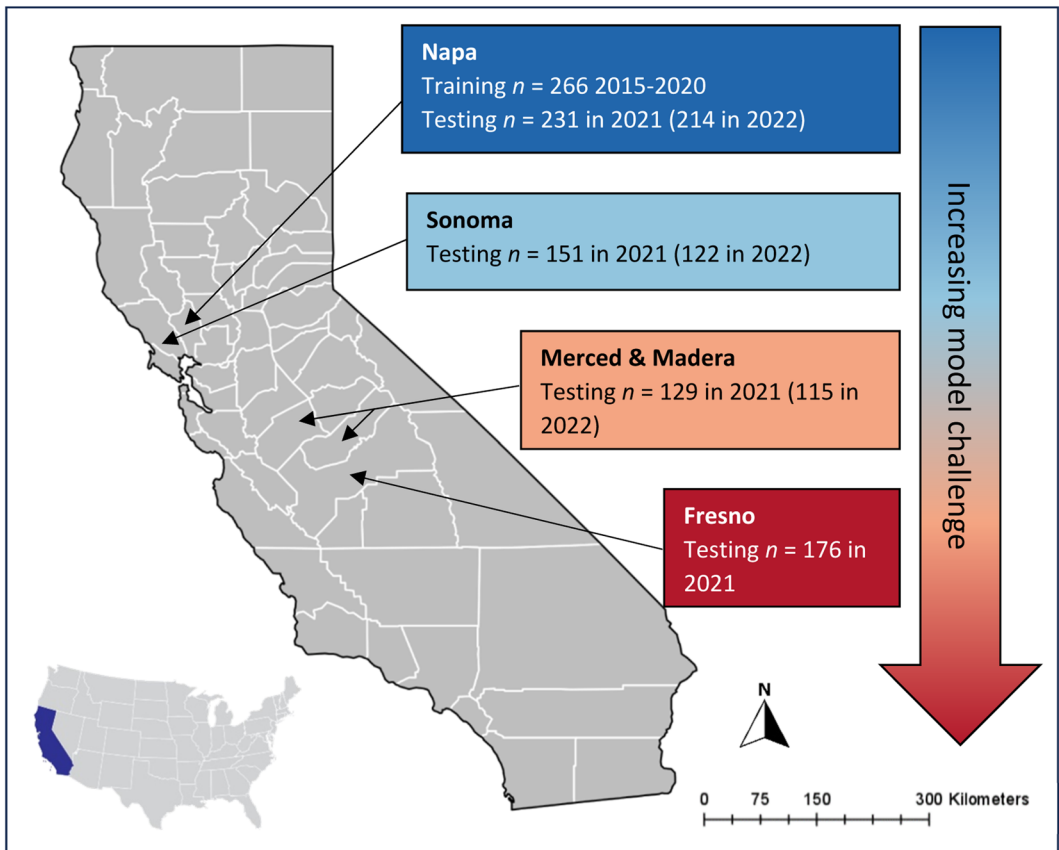 Napa
Training n = 266 2015-2020
Testing n = 231 in 2021 (214 in 2022)
Sonoma
Testing n = 151 in 2021 (122 in 2022)
Merced & Madera
Testing n = 129 in 2021 (115 in
2022)
Fresno
Testing n = 176 in
2021
Increasing model challenge
N
0 75 150 300 Kilometers